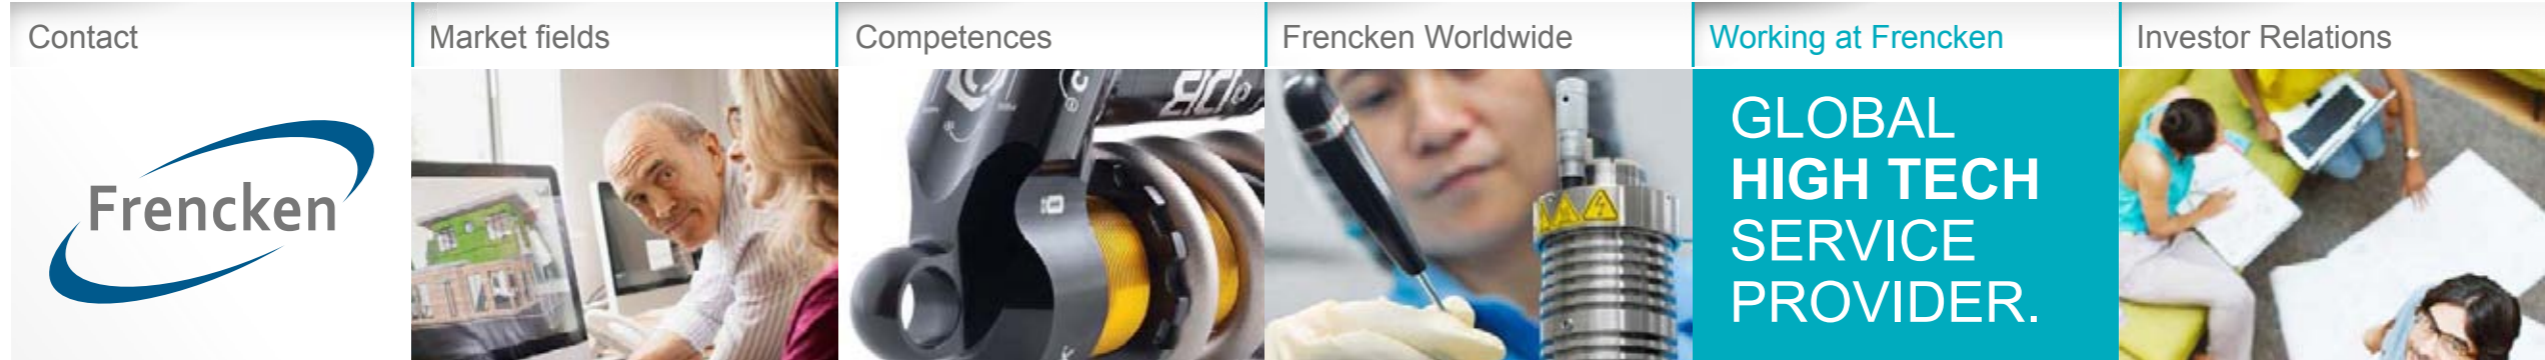 Contact
Market fields
Competences
Frencken Worldwide
Working at Frencken
Investor Relations
Frencken
GLOBAL
HIGH TECH
SERVICE
PROVIDER.